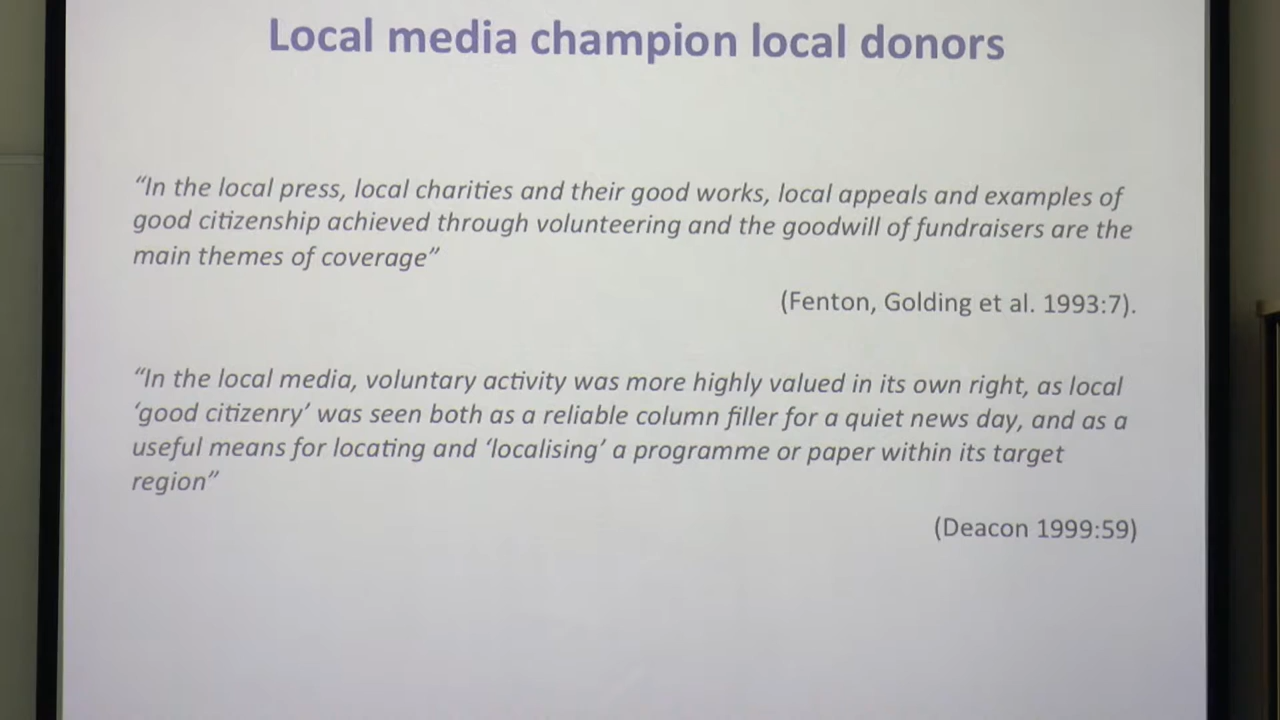 Local media champion local donors
“In the local press, local charities and their good works, local appeals and examples of
good citizenship achieved through volunteering and the goodwill of fundraisers are the
main themes of coverage”
(Fenton, Golding et al. 1993:7).
“In the local media, voluntary activity was more highly valued in its own right, as local
‘good citizenry’ was seen both as a reliable column filler for a quiet news day, and as a
useful means for locating and ‘localising’ a programme or paper within its target
region”
(Deacon 1999:59)